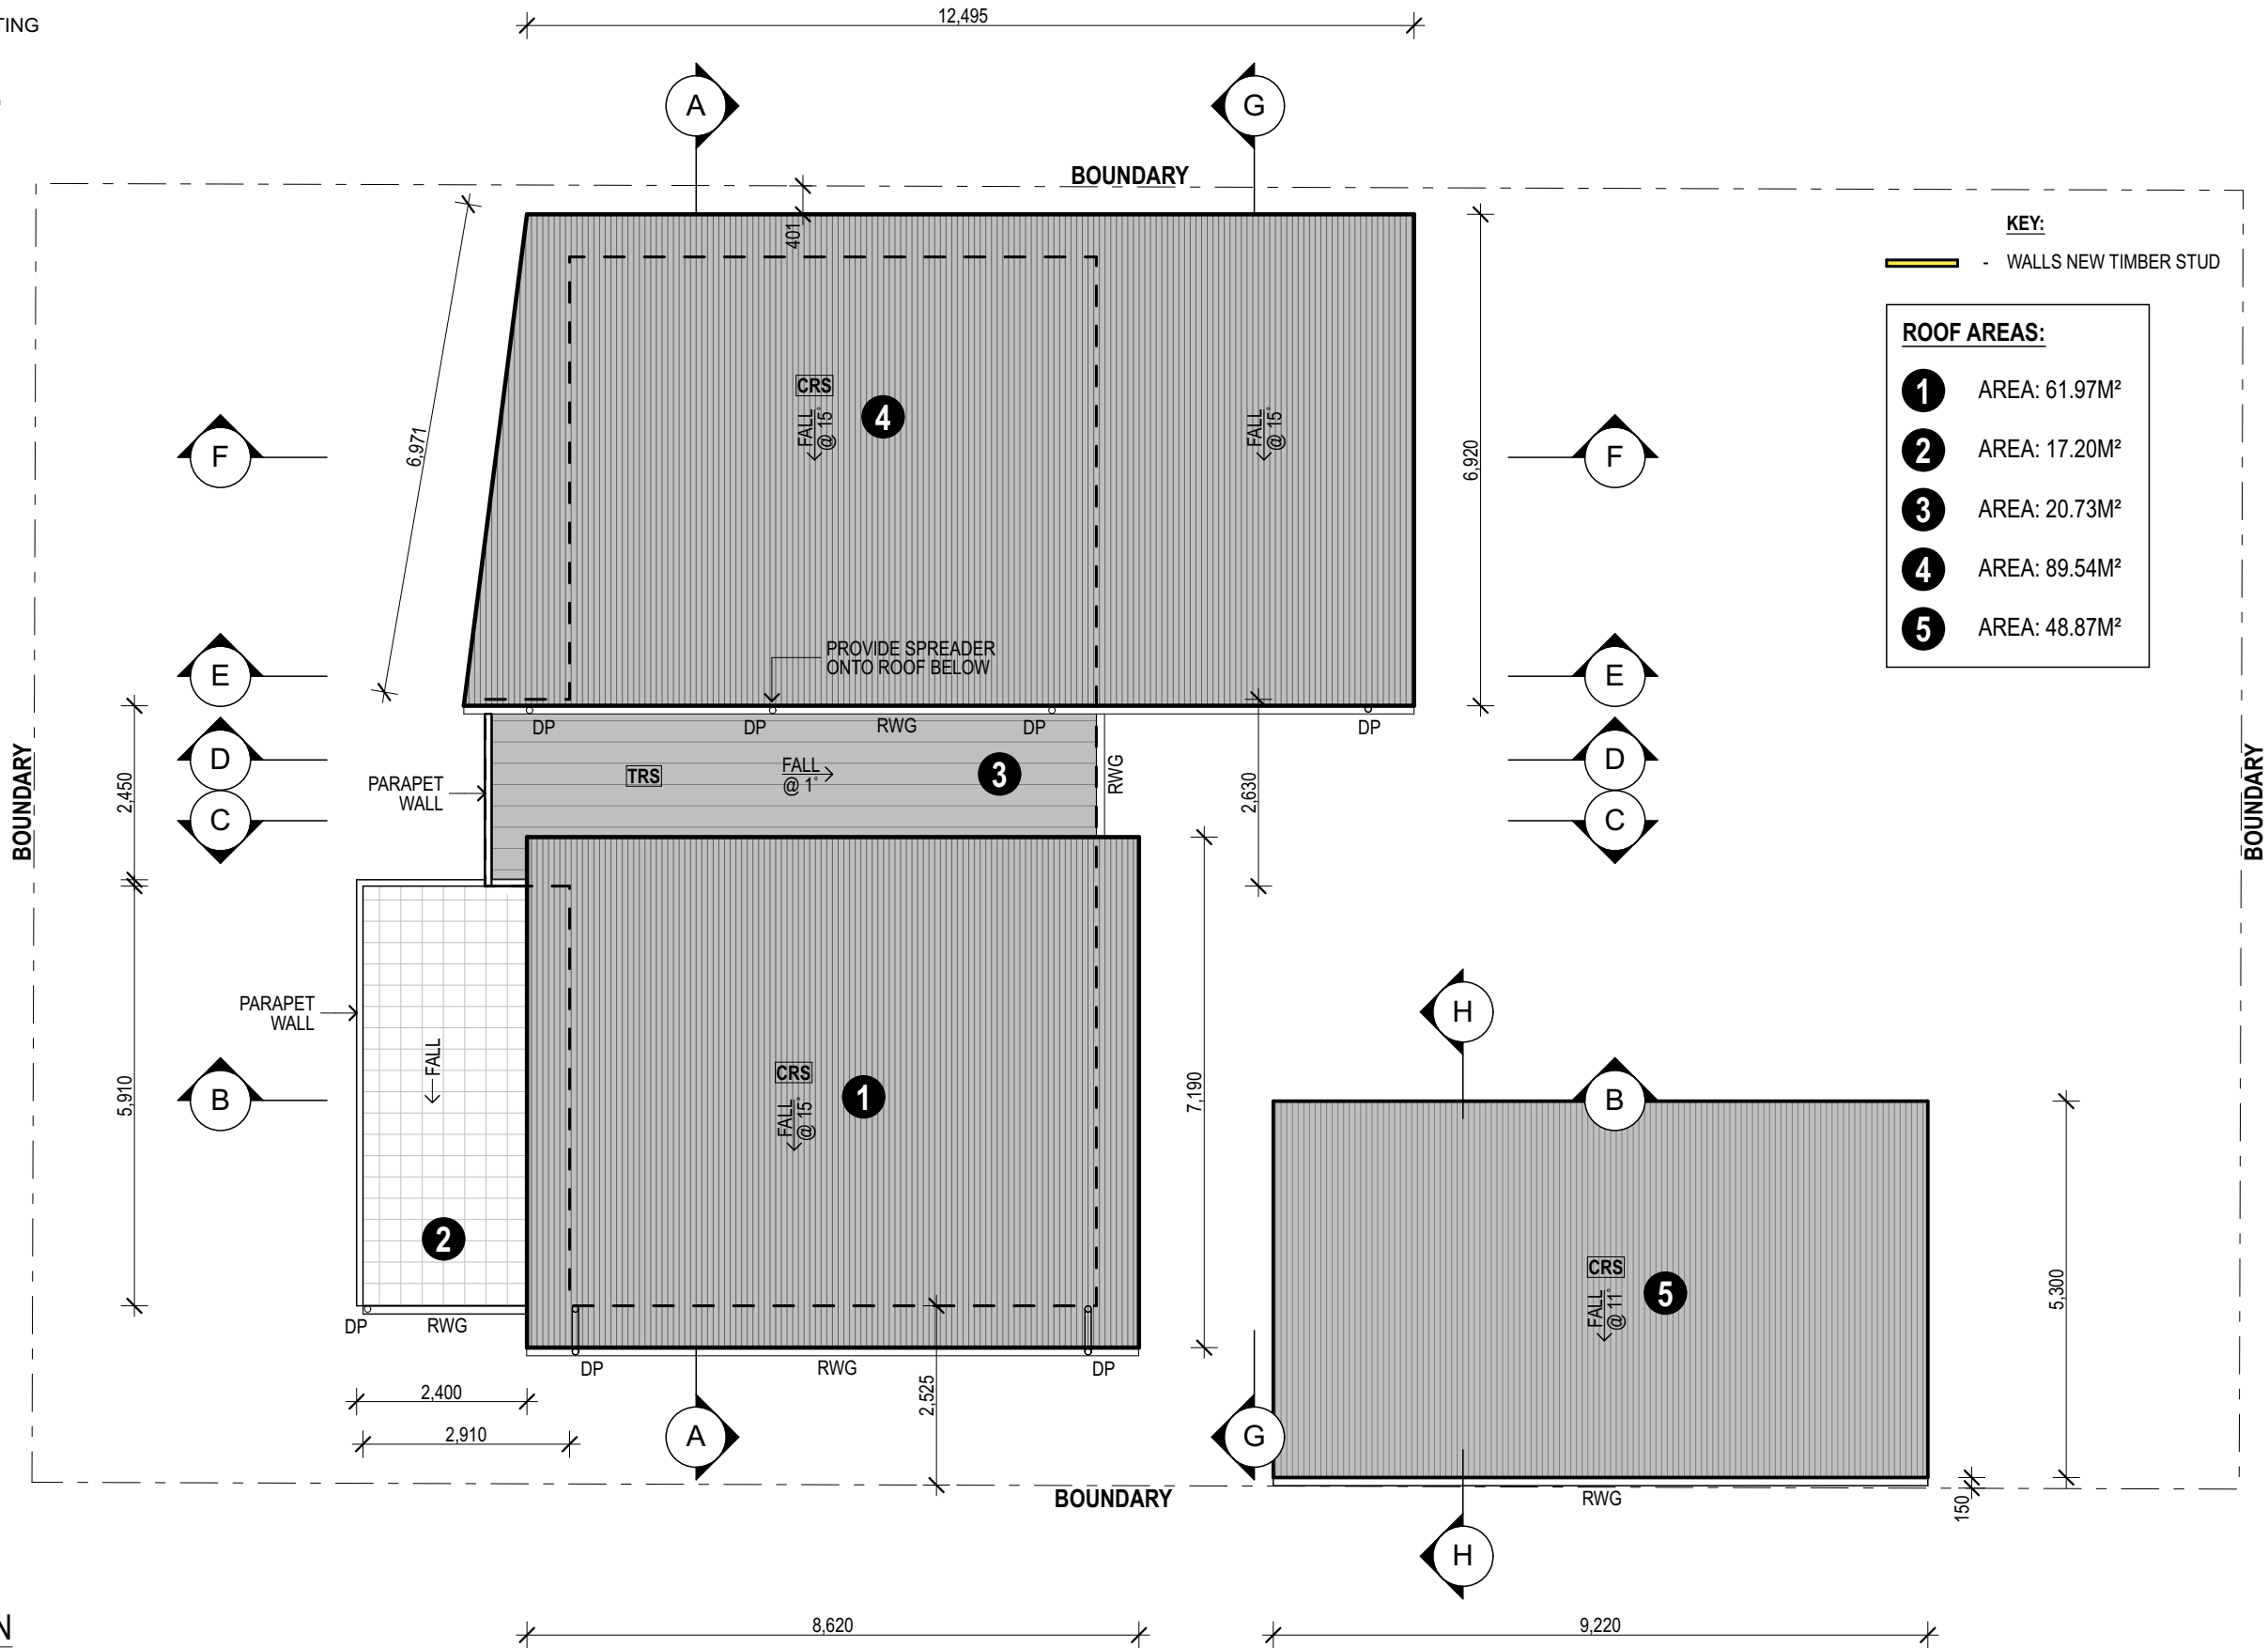 TING
12,495
A
G
BOUNDARY
401
KEY:
- WALLS NEW TIMBER STUD
ROOF AREAS:
1 AREA: 61.97M²
2 AREA: 17.20M²
3 AREA: 20.73M²
4 AREA: 89.54M²
5 AREA: 48.87M²
F
6,971
CRS
4
FALL
@ 15°
FALL
@ 15°
6,920
F
E
PROVIDE SPREADER
ONTO ROOF BELOW
E
DP
DP
RWG
DP
DP
BOUNDARY
2,450
D
C
PARAPET
WALL
TRS
FALL
@ 1°
3
RWG
2,630
D
C
BOUNDARY
PARAPET
WALL
5,910
B
FALL
2
CRS
1
FALL
@ 15°
7,190
H
B
CRS
5
FALL
@ 11°
5,300
DP
RWG
DP
RWG
DP
2,400
2,910
2,525
A
G
BOUNDARY
RWG
150
H
N
8,620
9,220